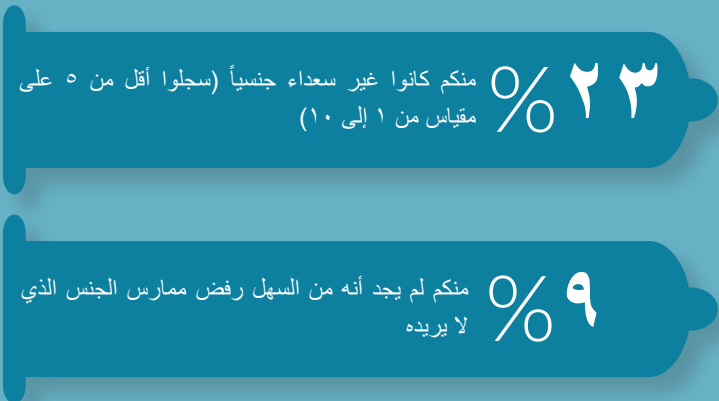 ٢٣% منكم كانوا غير سعداء جنسياً (سجلوا أقل من ٥ على
مقياس من ١ إلى ١٠)
٩% منكم لم يجد أنه من السهل رفض ممارس الجنس الذي
لا يريده